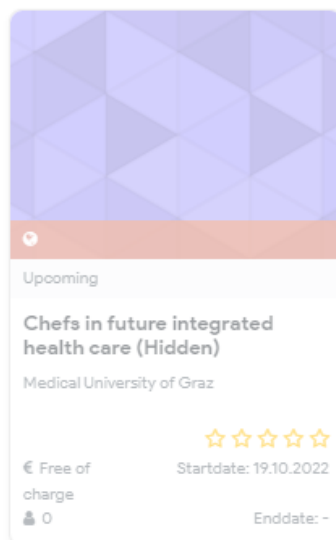 Upcoming
Chefs in future integrated
health care (Hidden)
Medical University of Graz
€ Free of
charge
Startdate: 19.10.2022
0
Enddate: -